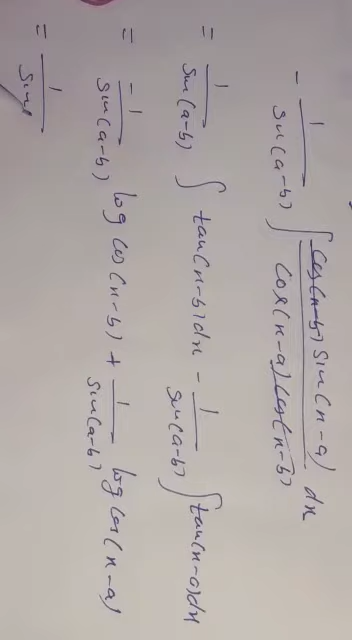 - 1/sin(a-b) ∫ cos(x-b) sin(x-a) / cos(x-a) cos(x-b) dx
= 1/sin(a-b) ∫ tan(x-b) dx - 1/sin(a-b) ∫ tan(x-a) dx
= -1/sin(a-b) log cos(x-b) + 1/sin(a-b) log cos(x-a)
= 1/sin